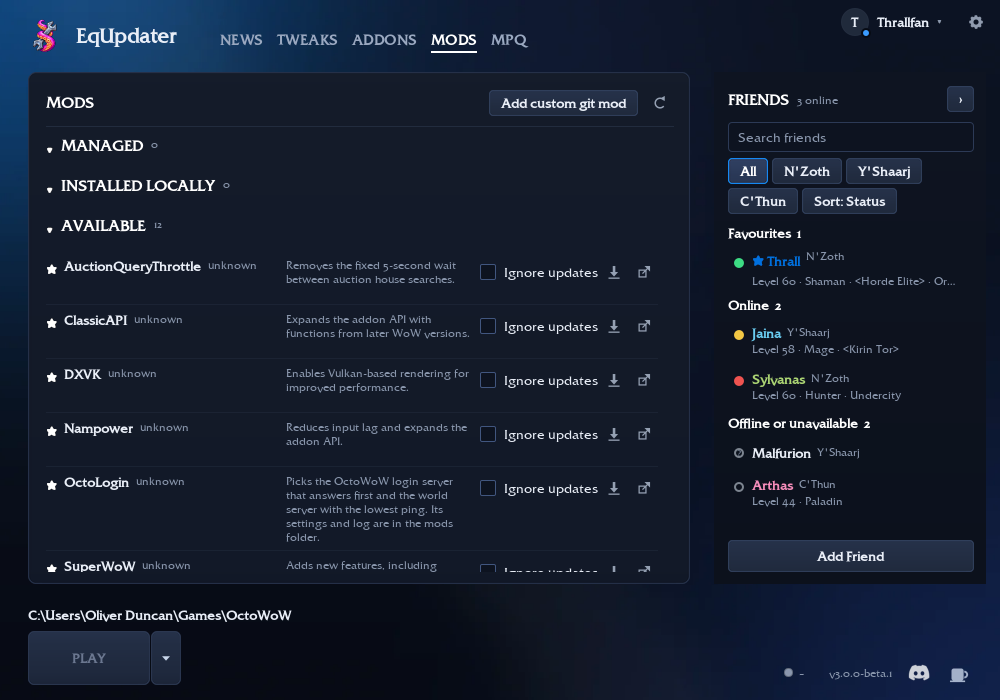 EqUpdater
NEWS TWEAKS ADDONS MODS MPQ
T Thrallfan
MODS
Add custom git mod
MANAGED 0
INSTALLED LOCALLY 0
AVAILABLE 12
AuctionQueryThrottle unknown
Removes the fixed 5-second wait
between auction house searches.
Ignore updates
ClassicAPI unknown
Expands the addon API with
functions from later WoW versions.
Ignore updates
DXVK unknown
Enables Vulkan-based rendering for
improved performance.
Ignore updates
Nampower unknown
Reduces input lag and expands the
addon API.
Ignore updates
OctoLogin unknown
Picks the OctoWoW login server
that answers first and the world
server with the lowest ping. Its
settings and log are in the mods
folder.
Ignore updates
SuperWoW unknown
Adds new features, including
Ignore updates
FRIENDS 3 online
›
Search friends
All N'Zoth Y'Shaarj
C'Thun Sort: Status
Favourites 1
Thrall N'Zoth
Level 60 · Shaman · <Horde Elite> · Or...
Online 2
Jaina Y'Shaarj
Level 58 · Mage · <Kirin Tor>
Sylvanas N'Zoth
Level 60 · Hunter · Undercity
Offline or unavailable 2
Malfurion Y'Shaarj
Arthas C'Thun
Level 44 · Paladin
Add Friend
C:\Users\Oliver Duncan\Games\OctoWoW
PLAY
– v3.0.0-beta.1